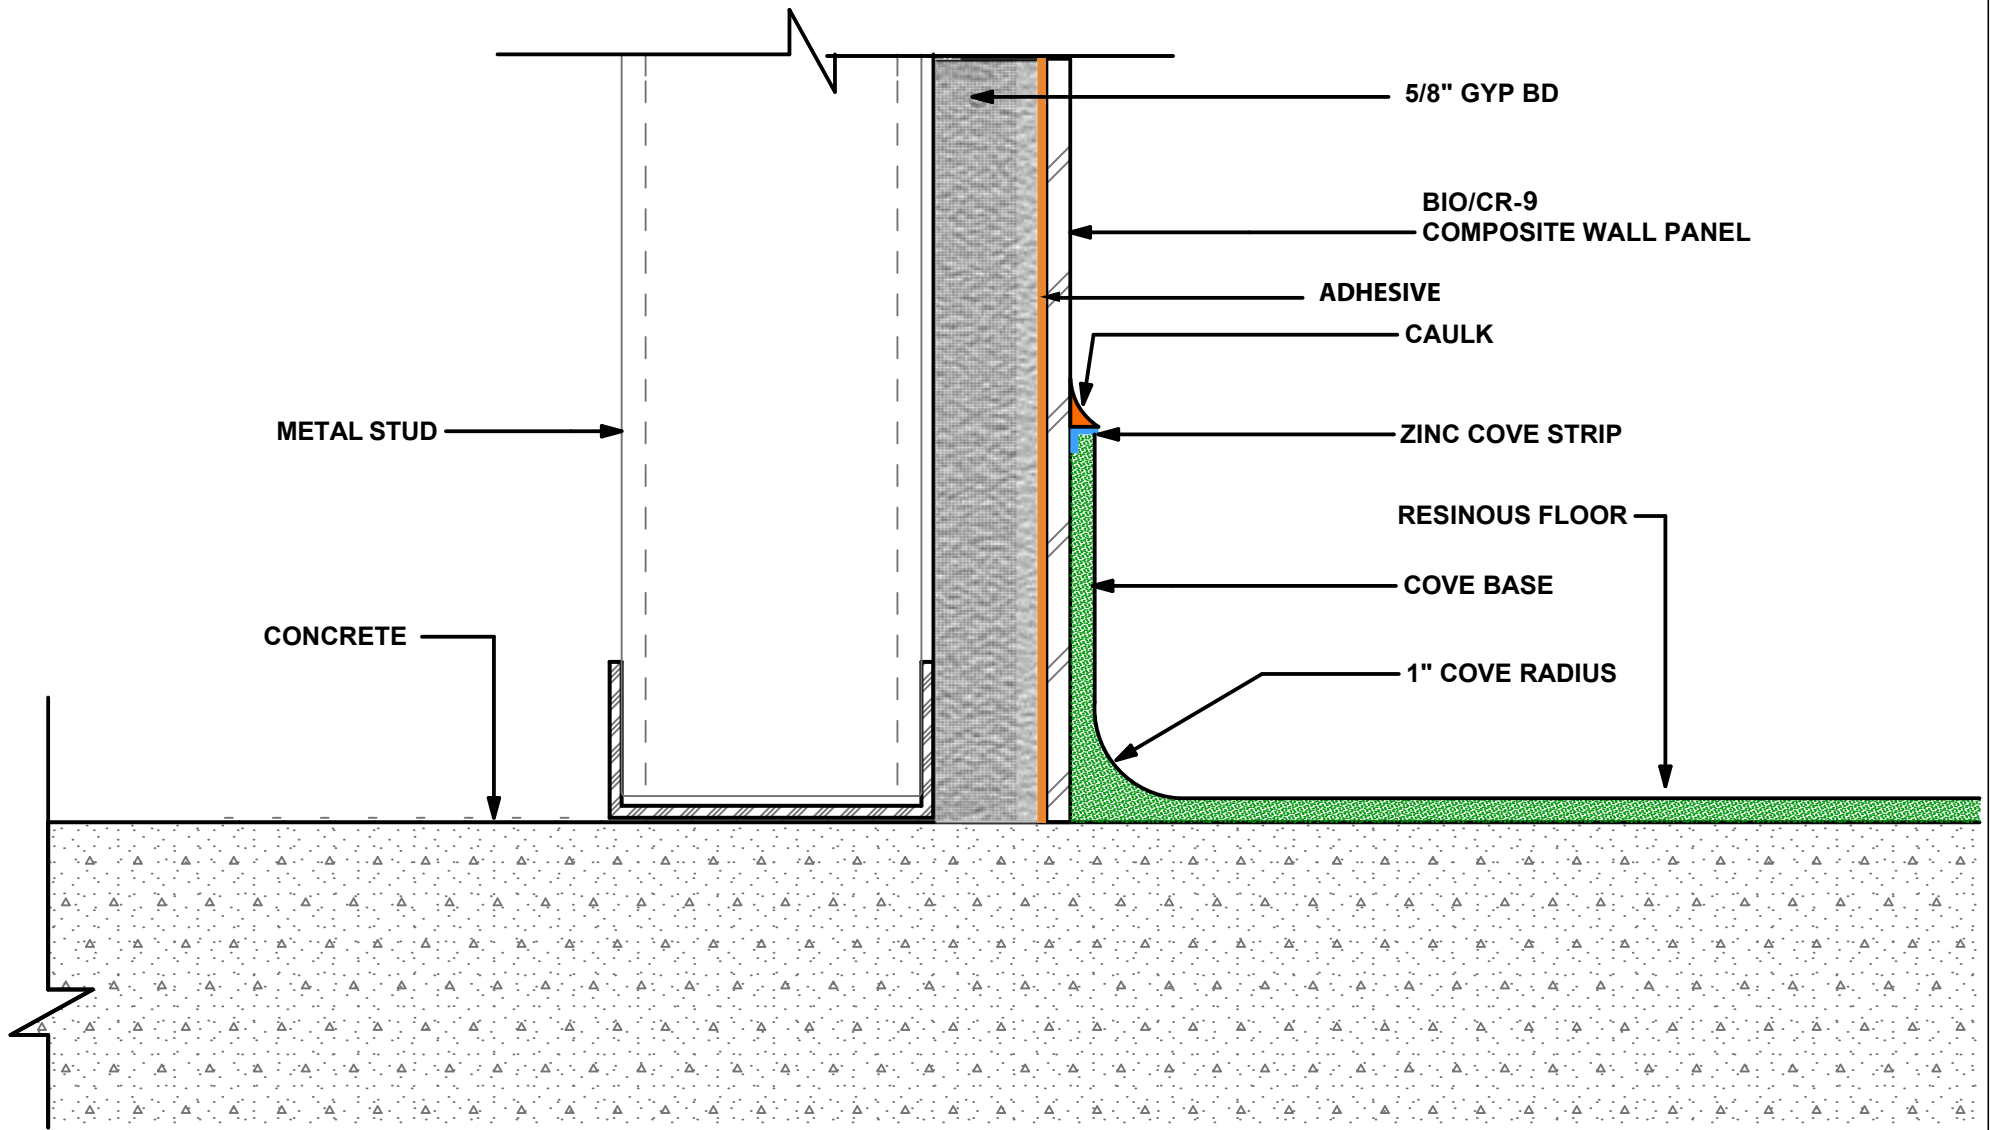 5/8" GYP BD
BIO/CR-9
COMPOSITE WALL PANEL
ADHESIVE
CAULK
METAL STUD
ZINC COVE STRIP
RESINOUS FLOOR
COVE BASE
CONCRETE
1" COVE RADIUS